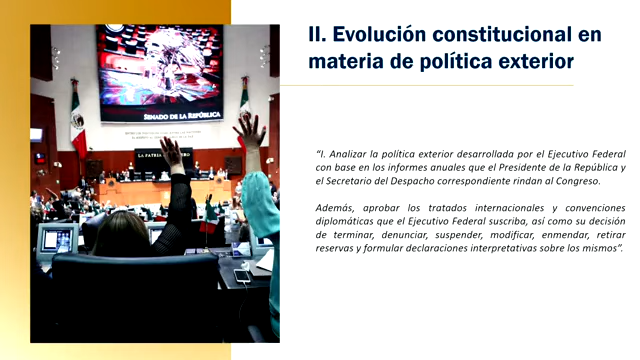 II. Evolución constitucional en
materia de política exterior
SENADO DE LA REPÚBLICA
LA PATRIA
“I. Analizar la política exterior desarrollada por el Ejecutivo Federal
con base en los informes anuales que el Presidente de la República y
el Secretario del Despacho correspondiente rindan al Congreso.
Además, aprobar los tratados internacionales y convenciones
diplomáticas que el Ejecutivo Federal suscriba, así como su decisión
de terminar, denunciar, suspender, modificar, enmendar, retirar
reservas y formular declaraciones interpretativas sobre los mismos”.